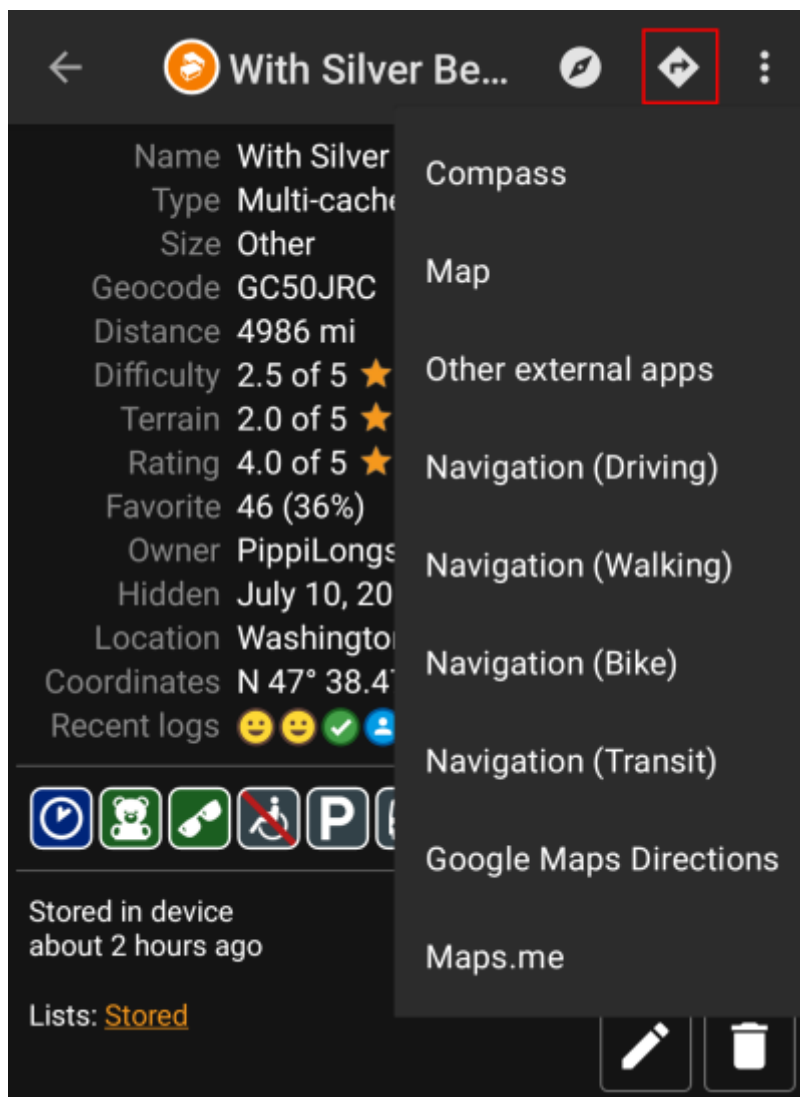 With Silver Be...
Name With Silver
Type Multi-cache
Size Other
Geocode GC50JRC
Distance 4986 mi
Difficulty 2.5 of 5
Terrain 2.0 of 5
Rating 4.0 of 5
Favorite 46 (36%)
Owner PippiLongs
Hidden July 10, 20
Location Washington
Coordinates N 47° 38.47
Recent logs
P
Stored in device
about 2 hours ago
Lists: Stored
Compass
Map
Other external apps
Navigation (Driving)
Navigation (Walking)
Navigation (Bike)
Navigation (Transit)
Google Maps Directions
Maps.me